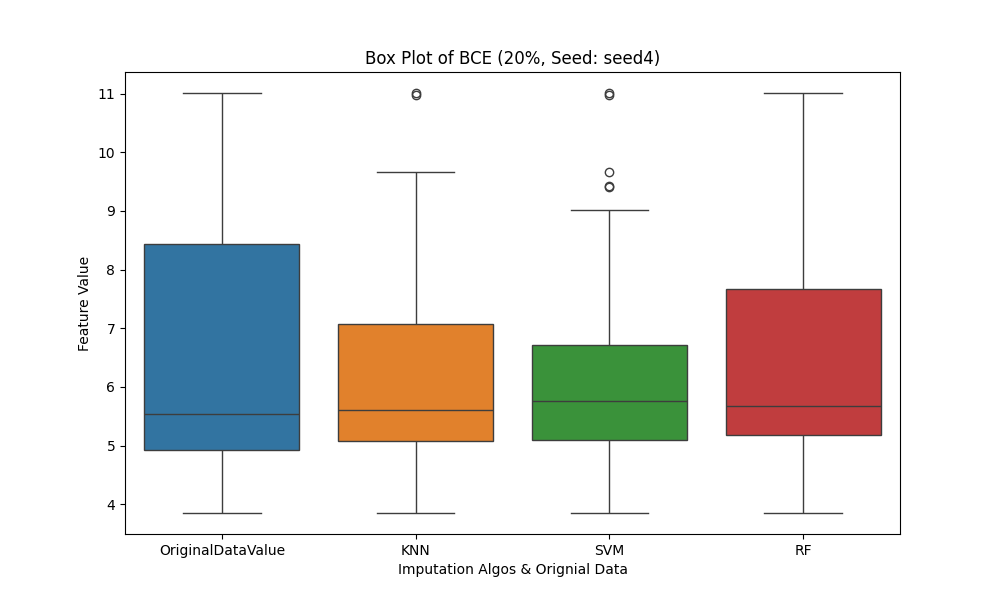 Box Plot of BCE (20%, Seed: seed4)
Feature Value
11
10
9
8
7
6
5
4
OriginalDataValue KNN SVM RF
Imputation Algos & Orignial Data